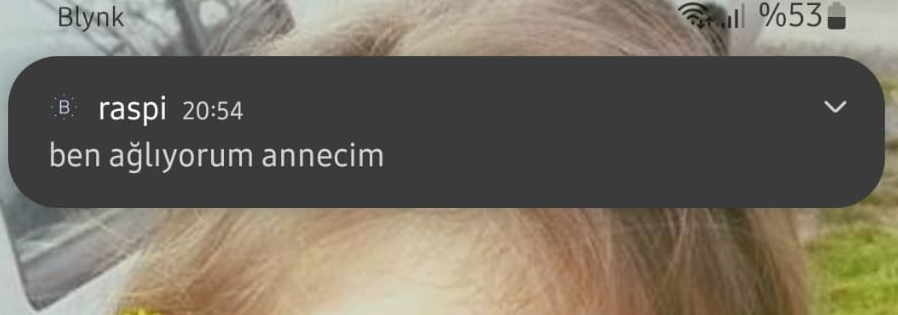 Blynk %53
B raspi 20:54
ben ağlıyorum annecim